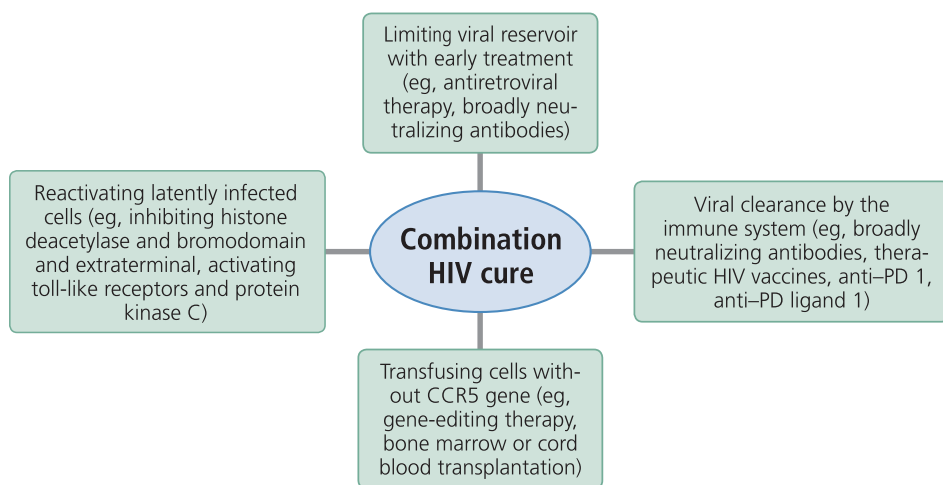 Limiting viral reservoir
with early treatment
(eg, antiretroviral
therapy, broadly neu-
tralizing antibodies)
Reactivating latently infected
cells (eg, inhibiting histone
deacetylase and bromodomain
and extraterminal, activating
toll-like receptors and protein
kinase C)
Combination
HIV cure
Viral clearance by the
immune system (eg, broadly
neutralizing antibodies, thera-
peutic HIV vaccines, anti–PD 1,
anti–PD ligand 1)
Transfusing cells with-
out CCR5 gene (eg,
gene-editing therapy,
bone marrow or cord
blood transplantation)